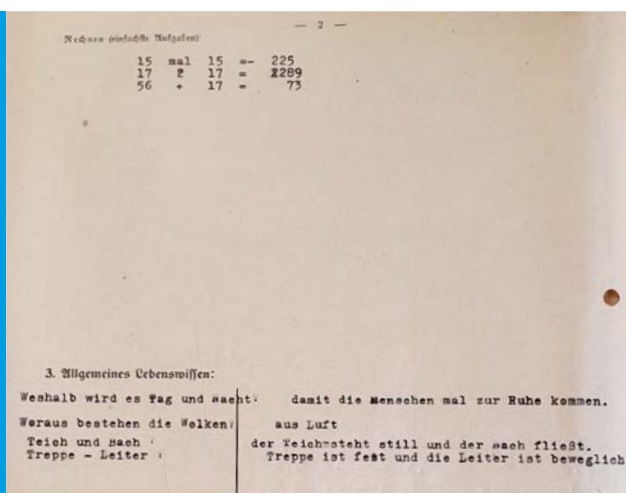 — 2 —
Rechnen (einfachste Aufgaben):
15 mal 15 =- 225
17 ? 17 = 289
56 + 17 = 73
3. Allgemeines Lebenswissen:
Weshalb wird es Tag und Nacht: damit die Menschen mal zur Ruhe kommen.
Woraus bestehen die Wolken: aus Luft
Teich und Bach : der Teich steht still und der Bach fließt.
Treppe - Leiter : Treppe ist fest und die Leiter ist beweglich